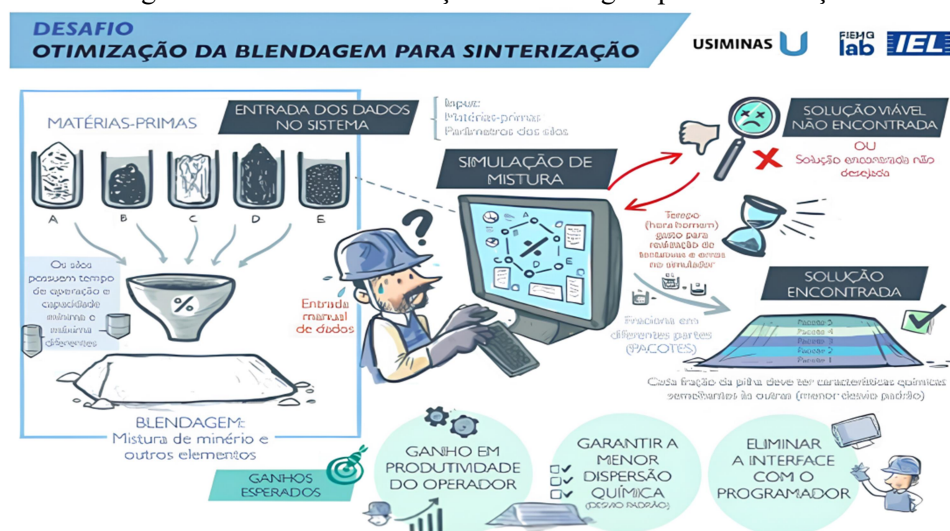 DESAFIO
OTIMIZAÇÃO DA BLENDAGEM PARA SINTERIZAÇÃO
USIMINAS U
FIEMG
lab
IEL
MATÉRIAS-PRIMAS
ENTRADA DOS DADOS
NO SISTEMA
Input:
Matérias-primas
Parâmetros dos silos
A B C D E
Os silos
possuem tempo
de operação e
capacidade
mínima e
máxima
diferentes
%
BLENDAGEM:
Mistura de minério e
outros elementos
SIMULAÇÃO DE
MISTURA
?
Entrada
manual
de dados
%
SOLUÇÃO VIÁVEL
NÃO ENCONTRADA
OU
Solução encontrada não
desejada
Tempo
(hora homem)
gasto para
realização de
tentativas e erros
no simulador
Fraciona em
diferentes partes
(PACOTES)
SOLUÇÃO
ENCONTRADA
Pacote 5
Pacote 4
Pacote 3
Pacote 2
Pacote 1
Cada fração da pilha deve ter características químicas
semelhantes às outras (menor desvio padrão)
GANHOS
ESPERADOS
GANHO EM
PRODUTIVIDADE
DO OPERADOR
GARANTIR A
MENOR
DISPERSÃO
QUÍMICA
(DESVIO PADRÃO)
ELIMINAR
A INTERFACE
COM O
PROGRAMADOR